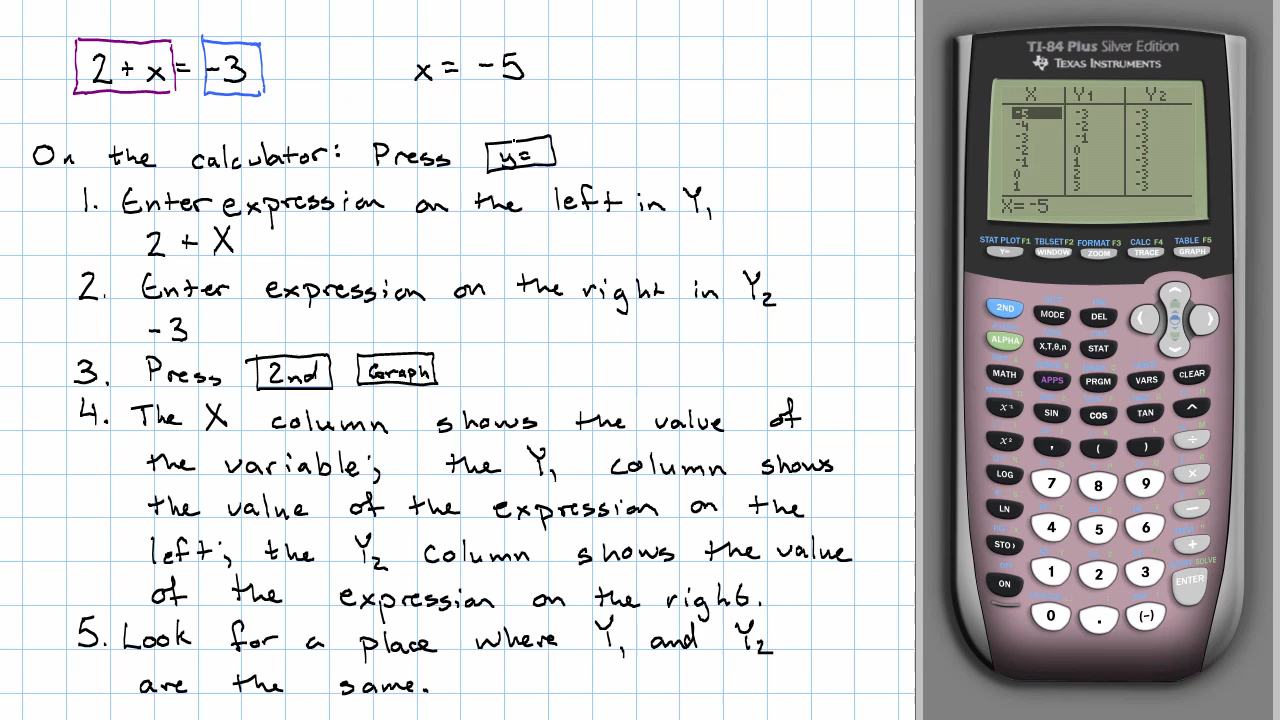 2 + x = -3
x = -5
On the calculator: Press y=
1. Enter expression on the left in Y1
2 + X
2. Enter expression on the right in Y2
-3
3. Press 2nd Graph
4. The X column shows the value of
the variable; the Y1 column shows
the value of the expression on the
left; the Y2 column shows the value
of the expression on the right.
5. Look for a place where Y1 and Y2
are the same.
TI-84 Plus Silver Edition
TEXAS INSTRUMENTS
X Y1 Y2
-5 -3 -3
-4 -2 -3
-3 -1 -3
-2 0 -3
-1 1 -3
0 2 -3
1 3 -3
X=-5
STAT PLOT F1 TBLSET F2 FORMAT F3 CALC F4 TABLE F5
Y= WINDOW ZOOM TRACE GRAPH
2ND MODE DEL
ALPHA X,T,θ,n STAT
MATH APPS PRGM VARS CLEAR
x⁻¹ SIN COS TAN ^
x² , ( ) ÷
LOG 7 8 9 ×
LN 4 5 6 −
STO› 1 2 3 +
OFF
ON 0 . (-) ENTER
SOLVE